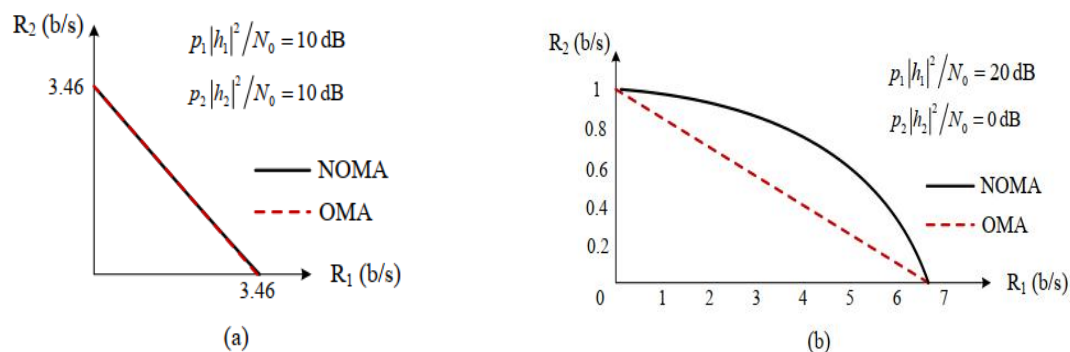 R₂ (b/s)
p₁|h₁|²/N₀ = 10 dB
p₂|h₂|²/N₀ = 10 dB
3.46
NOMA
OMA
R₁ (b/s)
3.46
(a)
R₂ (b/s)
p₁|h₁|²/N₀ = 20 dB
p₂|h₂|²/N₀ = 0 dB
1
0.8
0.6
0.4
0.2
NOMA
OMA
R₁ (b/s)
0 1 2 3 4 5 6 7
(b)